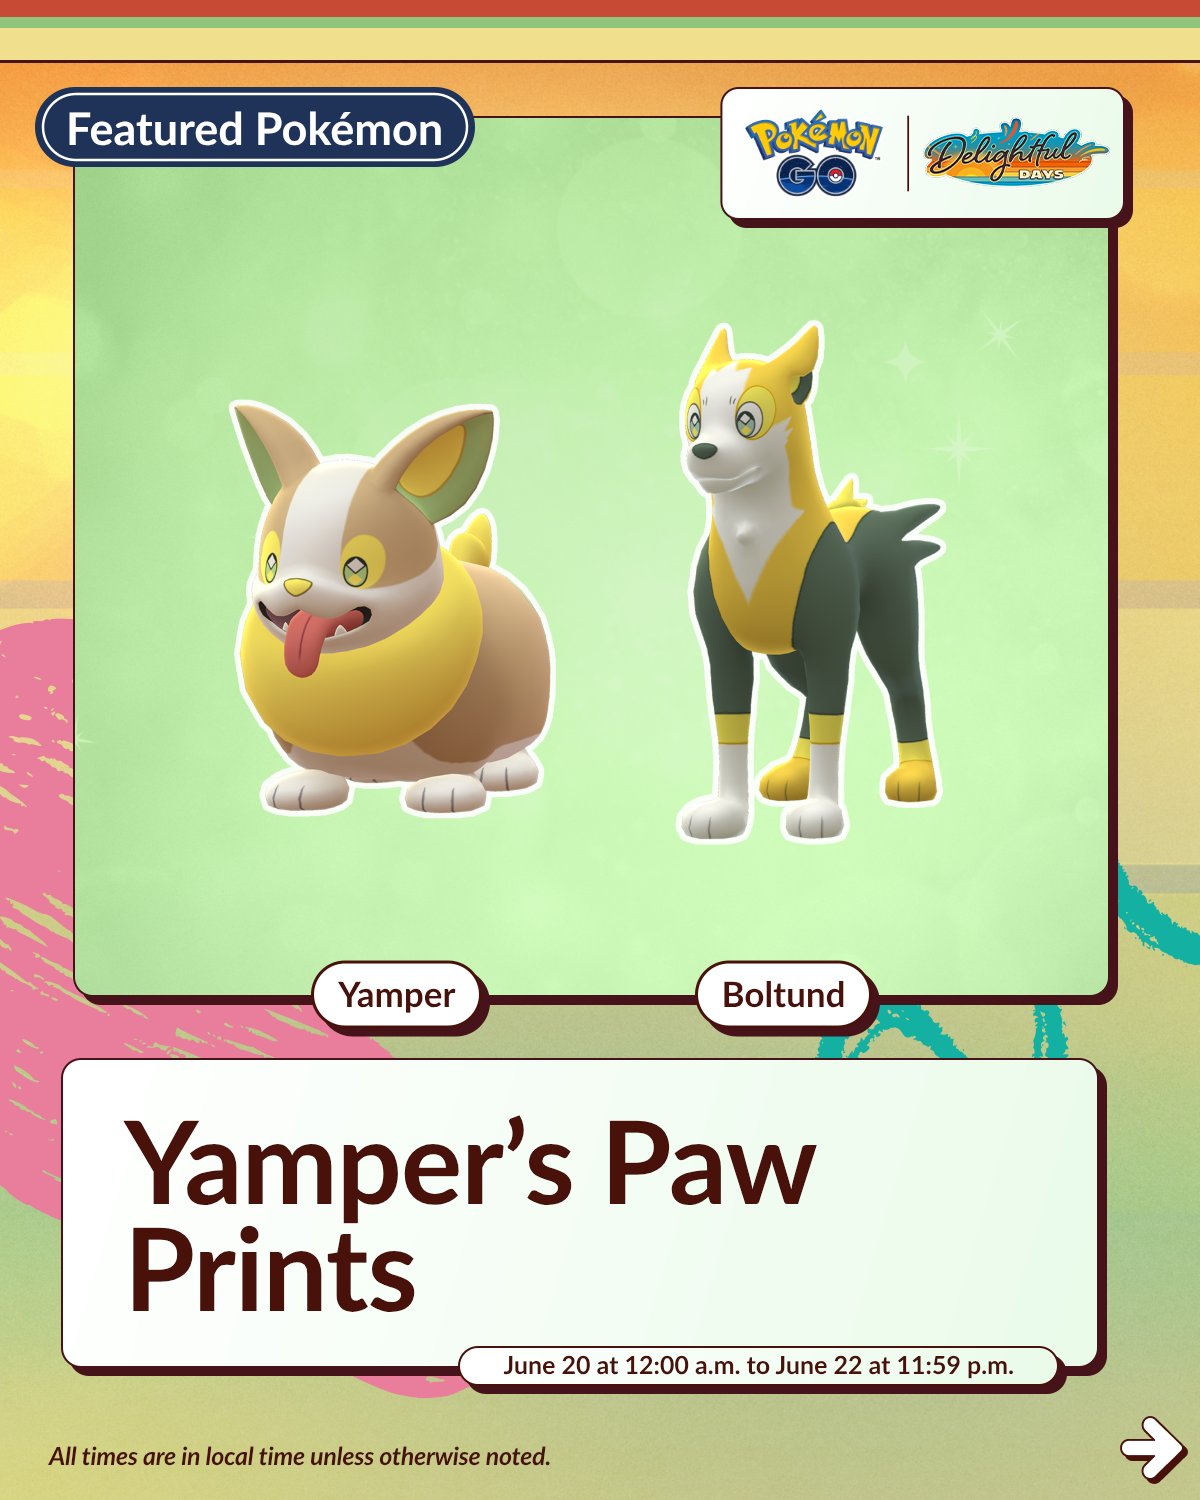 Featured Pokémon
POKéMON
GO
Delightful
DAYS
Yamper
Boltund
Yamper’s Paw
Prints
June 20 at 12:00 a.m. to June 22 at 11:59 p.m.
All times are in local time unless otherwise noted.